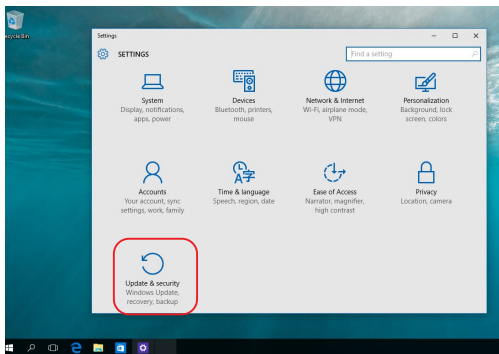 Recycle Bin
Settings
SETTINGS
Find a setting
System
Display, notifications,
apps, power
Devices
Bluetooth, printers,
mouse
Network & Internet
Wi-Fi, airplane mode,
VPN
Personalization
Background, lock
screen, colors
Accounts
Your account, sync
settings, work, family
Time & language
Speech, region, date
Ease of Access
Narrator, magnifier,
high contrast
Privacy
Location, camera
Update & security
Windows Update,
recovery, backup